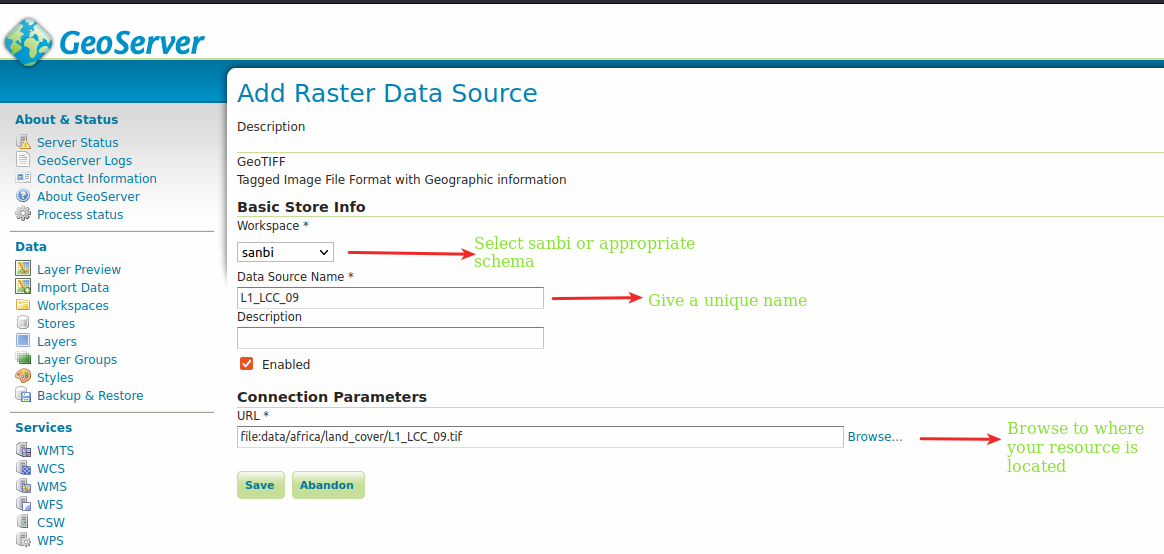 GeoServer
About & Status
Server Status
GeoServer Logs
Contact Information
About GeoServer
Process status
Data
Layer Preview
Import Data
Workspaces
Stores
Layers
Layer Groups
Styles
Backup & Restore
Services
WMTS
WCS
WMS
WFS
CSW
WPS
Add Raster Data Source
Description
GeoTIFF
Tagged Image File Format with Geographic information
Basic Store Info
Workspace *
sanbi
Select sanbi or appropriate
schema
Data Source Name *
L1_LCC_09
Give a unique name
Description
Enabled
Connection Parameters
URL *
file:data/africa/land_cover/L1_LCC_09.tif
Browse...
Browse to where
your resource is
located
Save
Abandon